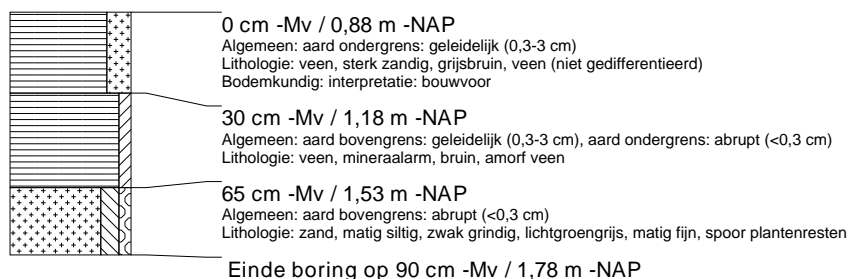 0 cm -Mv / 0,88 m -NAP
Algemeen: aard ondergrens: geleidelijk (0,3-3 cm)
Lithologie: veen, sterk zandig, grijsbruin, veen (niet gedifferentieerd)
Bodemkundig: interpretatie: bouwvoor
30 cm -Mv / 1,18 m -NAP
Algemeen: aard bovengrens: geleidelijk (0,3-3 cm), aard ondergrens: abrupt (<0,3 cm)
Lithologie: veen, mineraalarm, bruin, amorf veen
65 cm -Mv / 1,53 m -NAP
Algemeen: aard bovengrens: abrupt (<0,3 cm)
Lithologie: zand, matig siltig, zwak grindig, lichtgroengrijs, matig fijn, spoor plantenresten
Einde boring op 90 cm -Mv / 1,78 m -NAP